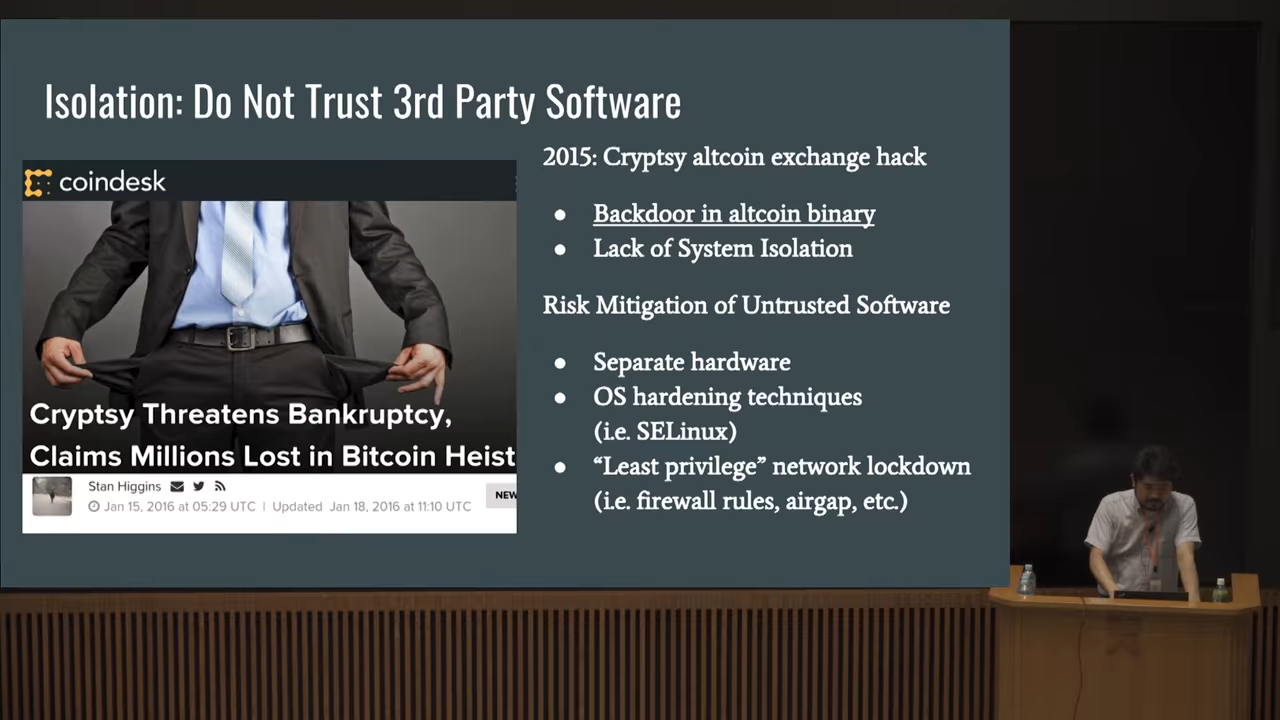 Isolation: Do Not Trust 3rd Party Software
coindesk
Cryptsy Threatens Bankruptcy,
Claims Millions Lost in Bitcoin Heist
Stan Higgins
NEW
Jan 15, 2016 at 05:29 UTC | Updated Jan 18, 2016 at 11:10 UTC
2015: Cryptsy altcoin exchange hack
● Backdoor in altcoin binary
● Lack of System Isolation
Risk Mitigation of Untrusted Software
● Separate hardware
● OS hardening techniques
(i.e. SELinux)
● “Least privilege” network lockdown
(i.e. firewall rules, airgap, etc.)